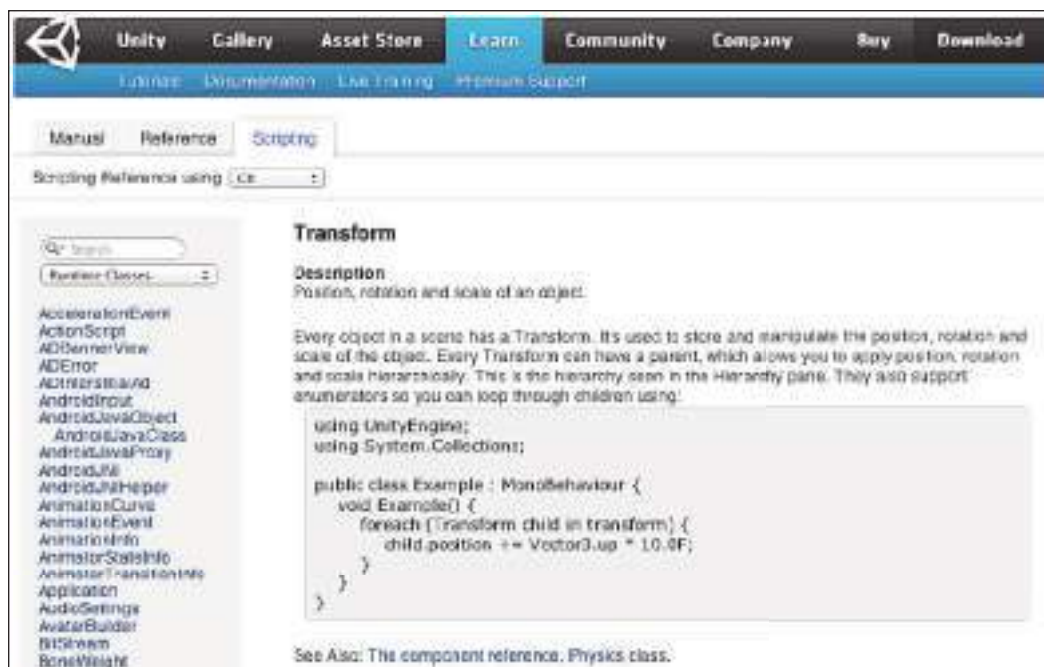 Unity Gallery Asset Store Learn Community Company Buy Download
Tutorials Documentation Live Training Premium Support
Manual Reference Scripting
Scripting Reference using C#
Search
Runtime Classes
AccelerationEvent
ActionScript
ADBannerView
ADError
ADInterstitialAd
AndroidInput
AndroidJavaObject
AndroidJavaClass
AndroidJavaProxy
AndroidJNI
AndroidJNIHelper
AnimationCurve
AnimationEvent
AnimationInfo
AnimatorStateInfo
AnimatorTransitionInfo
Application
AudioSettings
AvatarBuilder
BitStream
BoneWeight
Transform
Description
Position, rotation and scale of an object.
Every object in a scene has a Transform. It's used to store and manipulate the position, rotation and
scale of the object. Every Transform can have a parent, which allows you to apply position, rotation
and scale hierarchically. This is the hierarchy seen in the Hierarchy pane. They also support
enumerators so you can loop through children using:
using UnityEngine;
using System.Collections;
public class Example : MonoBehaviour {
void Example() {
foreach (Transform child in transform) {
child.position += Vector3.up * 10.0F;
}
}
}
See Also: The component reference, Physics class.